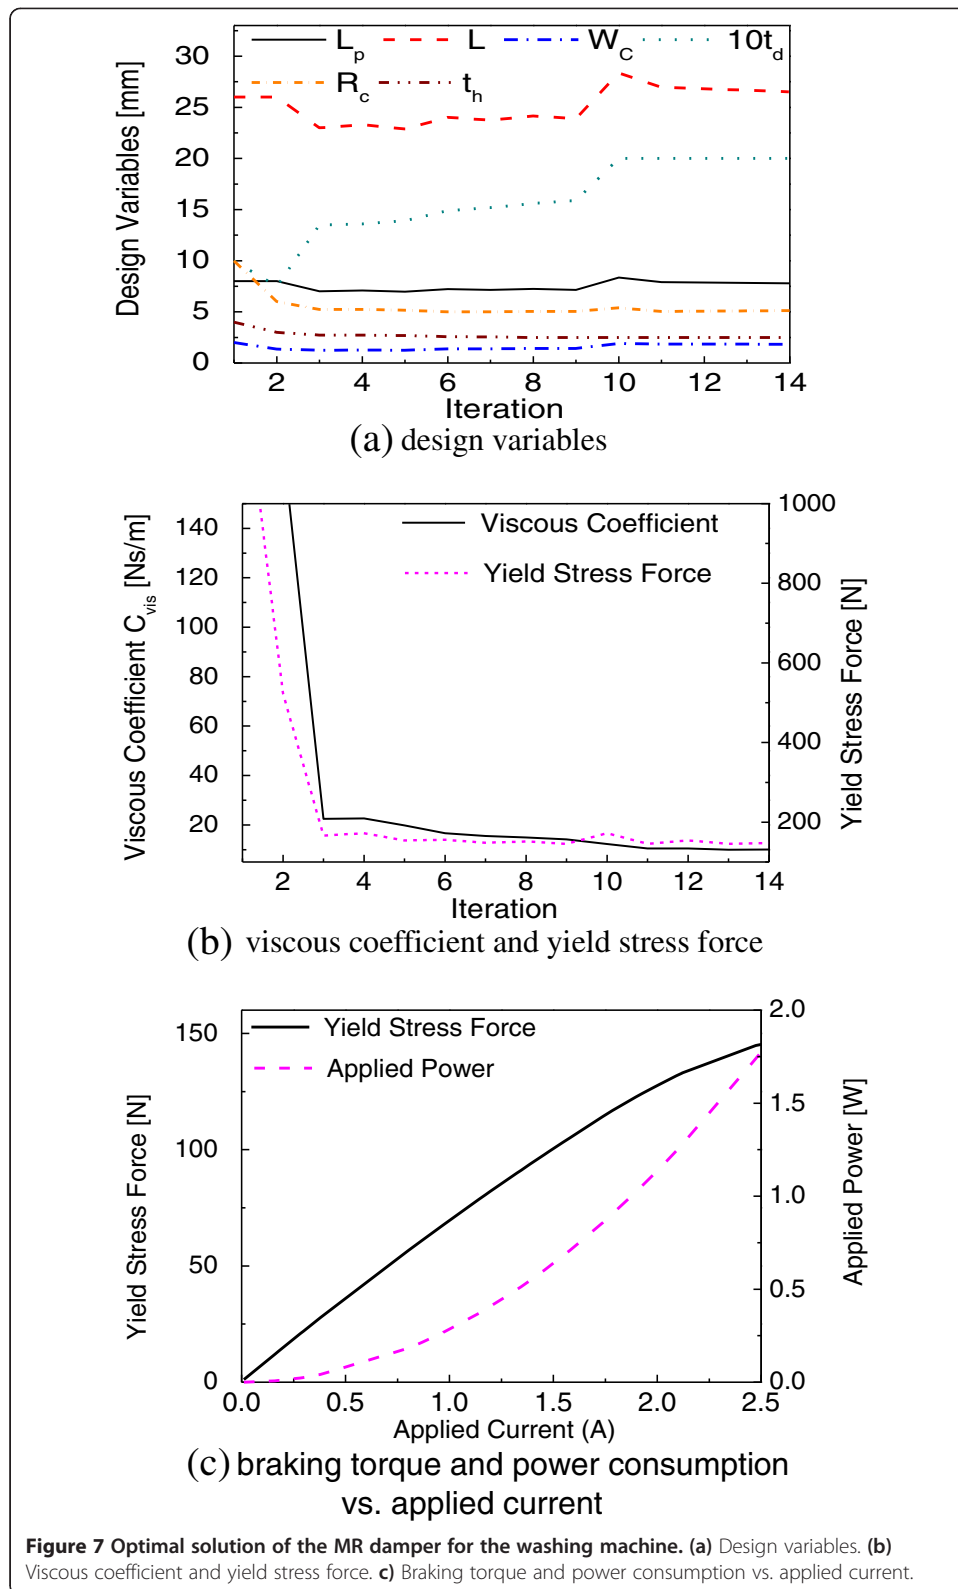 L_p L W_C 10t_d
R_c t_h
30
25
20
15
10
5
0
Design Variables [mm]
2 4 6 8 10 12 14
Iteration
(a) design variables
Viscous Coefficient
Yield Stress Force
140
120
100
80
60
40
20
Viscous Coefficient C_vis [Ns/m]
1000
800
600
400
200
Yield Stress Force [N]
2 4 6 8 10 12 14
Iteration
(b) viscous coefficient and yield stress force
Yield Stress Force
Applied Power
150
100
50
0
Yield Stress Force [N]
2.0
1.5
1.0
0.5
0.0
Applied Power [W]
0.0 0.5 1.0 1.5 2.0 2.5
Applied Current (A)
(c) braking torque and power consumption
vs. applied current
Figure 7 Optimal solution of the MR damper for the washing machine. (a) Design variables. (b)
Viscous coefficient and yield stress force. c) Braking torque and power consumption vs. applied current.